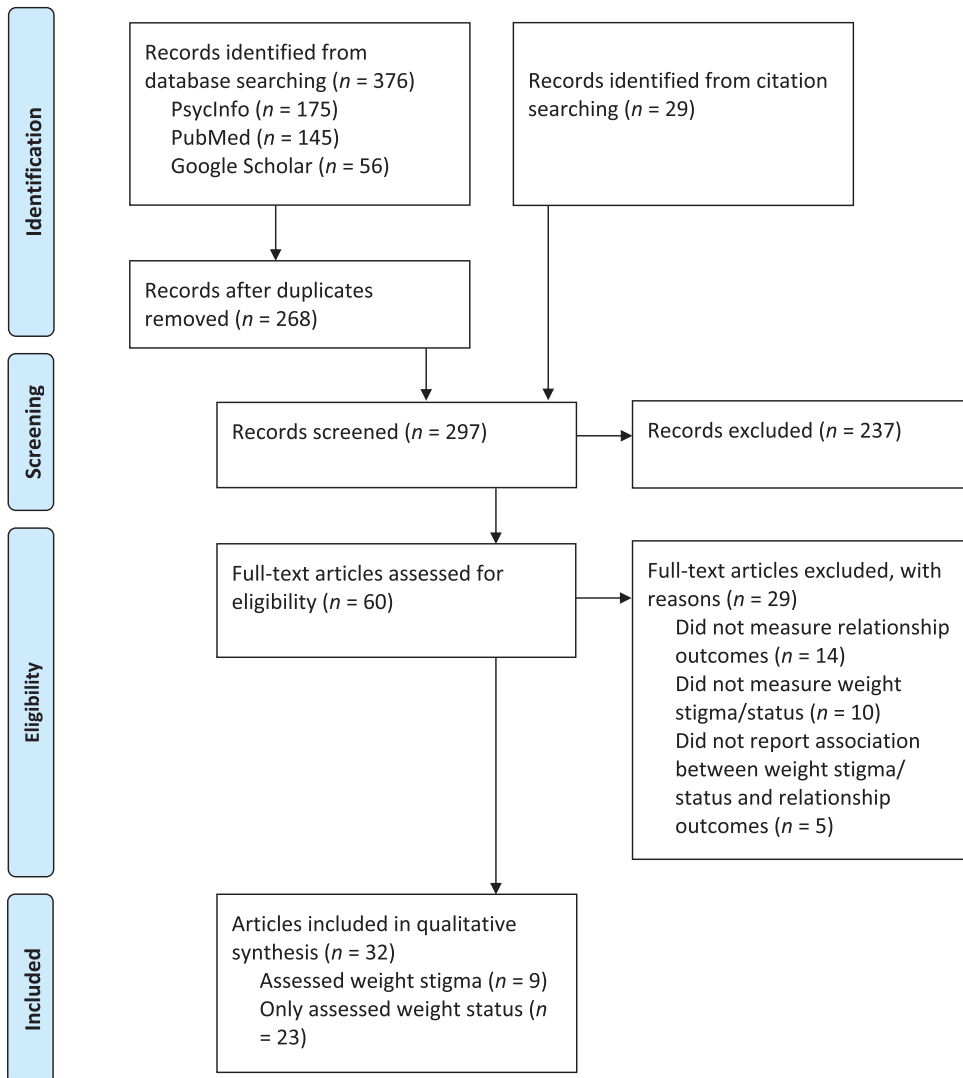 Identification
Records identified from
database searching (n = 376)
PsycInfo (n = 175)
PubMed (n = 145)
Google Scholar (n = 56)
Records identified from citation
searching (n = 29)
Records after duplicates
removed (n = 268)
Screening
Records screened (n = 297)
Records excluded (n = 237)
Eligibility
Full-text articles assessed for
eligibility (n = 60)
Full-text articles excluded, with
reasons (n = 29)
Did not measure relationship
outcomes (n = 14)
Did not measure weight
stigma/status (n = 10)
Did not report association
between weight stigma/
status and relationship
outcomes (n = 5)
Included
Articles included in qualitative
synthesis (n = 32)
Assessed weight stigma (n = 9)
Only assessed weight status (n
= 23)